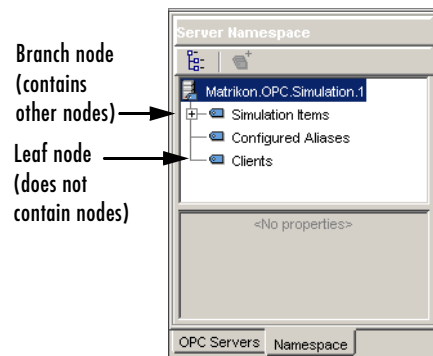 Server Namespace
Branch node
(contains
other nodes)
Leaf node
(does not
contain nodes)
Matrikon.OPC.Simulation.1
Simulation Items
Configured Aliases
Clients
<No properties>
OPC Servers
Namespace